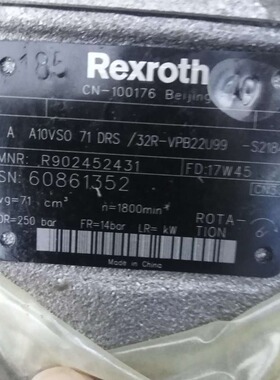 185
Rexroth
CN-100176 Beijing
A A10VSO 71 DRS /32R-VPB22U99 -S218
MNR: R902452431 FD:17W45
SN: 60861352
Vg=71 cm³ n=1800min⁻¹
DR=250 bar FR=14bar LR= kW
ROTA-
TION
Made in China